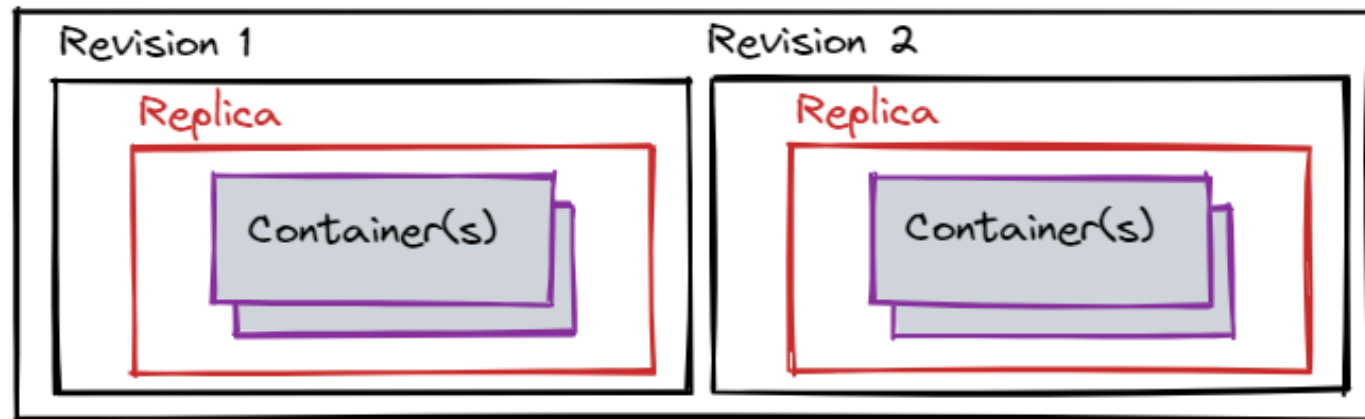 Revision 1
Revision 2
Replica
Replica
Container(s)
Container(s)